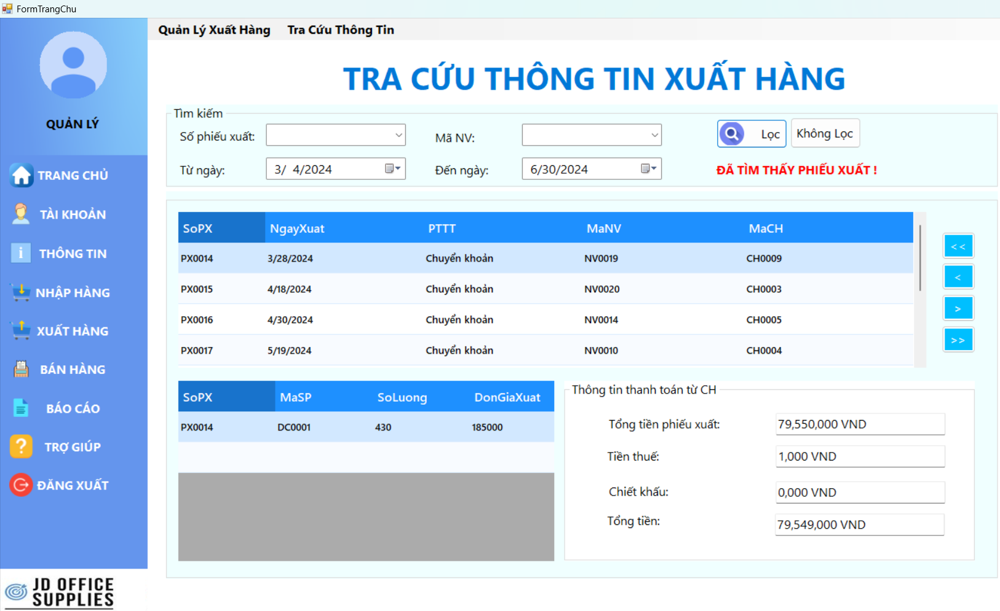 FormTrangChu
Quản Lý Xuất Hàng Tra Cứu Thông Tin
QUẢN LÝ
TRANG CHỦ
TÀI KHOẢN
THÔNG TIN
NHẬP HÀNG
XUẤT HÀNG
BÁN HÀNG
BÁO CÁO
TRỢ GIÚP
ĐĂNG XUẤT
JD OFFICE
SUPPLIES
TRA CỨU THÔNG TIN XUẤT HÀNG
Tìm kiếm
Số phiếu xuất: Mã NV: Lọc Không Lọc
Từ ngày: 3/ 4/2024 Đến ngày: 6/30/2024 ĐÃ TÌM THẤY PHIẾU XUẤT !
SoPX NgayXuat PTTT MaNV MaCH
PX0014 3/28/2024 Chuyển khoản NV0019 CH0009
PX0015 4/18/2024 Chuyển khoản NV0020 CH0003
PX0016 4/30/2024 Chuyển khoản NV0014 CH0005
PX0017 5/19/2024 Chuyển khoản NV0010 CH0004
<<
<
>
>>
SoPX MaSP SoLuong DonGiaXuat
PX0014 DC0001 430 185000
Thông tin thanh toán từ CH
Tổng tiền phiếu xuất: 79,550,000 VND
Tiền thuế: 1,000 VND
Chiết khấu: 0,000 VND
Tổng tiền: 79,549,000 VND